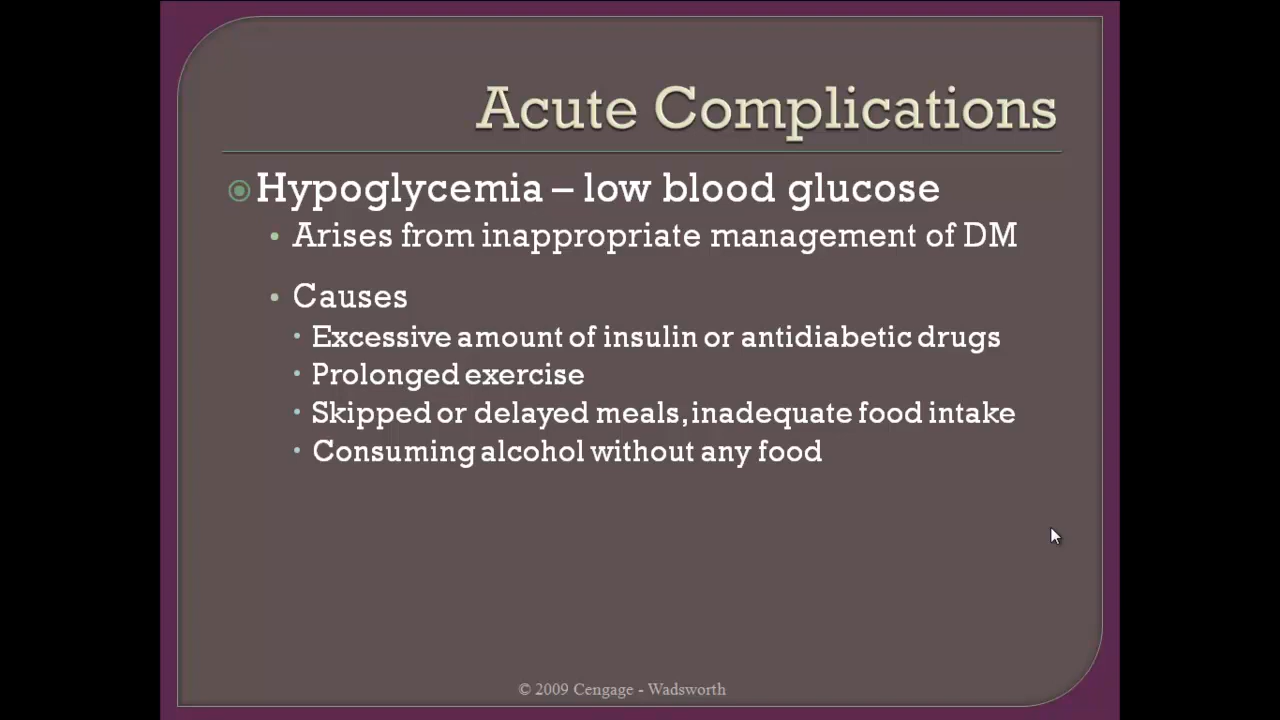 Acute Complications
Hypoglycemia – low blood glucose
Arises from inappropriate management of DM
Causes
Excessive amount of insulin or antidiabetic drugs
Prolonged exercise
Skipped or delayed meals, inadequate food intake
Consuming alcohol without any food
© 2009 Cengage - Wadsworth